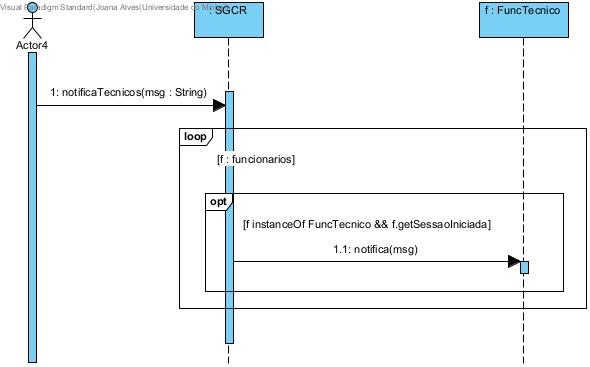 Visual Paradigm Standard(Joana Alves(Universidade do Minho))
: SGCR
f : FuncTecnico
Actor4
1: notificaTecnicos(msg : String)
loop
[f : funcionarios]
opt
[f instanceOf FuncTecnico && f.getSessaoIniciada]
1.1: notifica(msg)